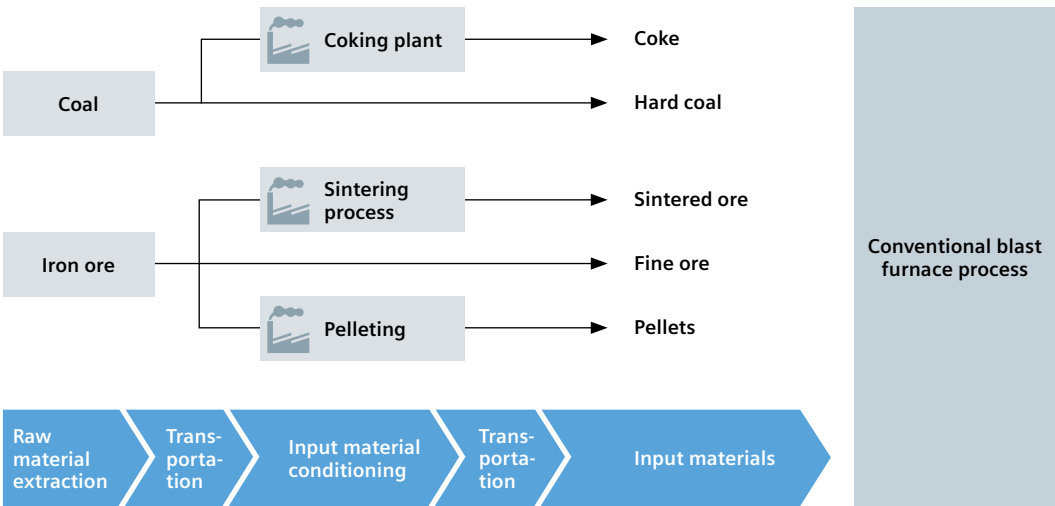 Coking plant
Coke
Coal
Hard coal
Sintering
process
Sintered ore
Iron ore
Fine ore
Pelleting
Pellets
Conventional blast
furnace process
Raw
material
extraction
Trans-
porta-
tion
Input material
conditioning
Trans-
porta-
tion
Input materials